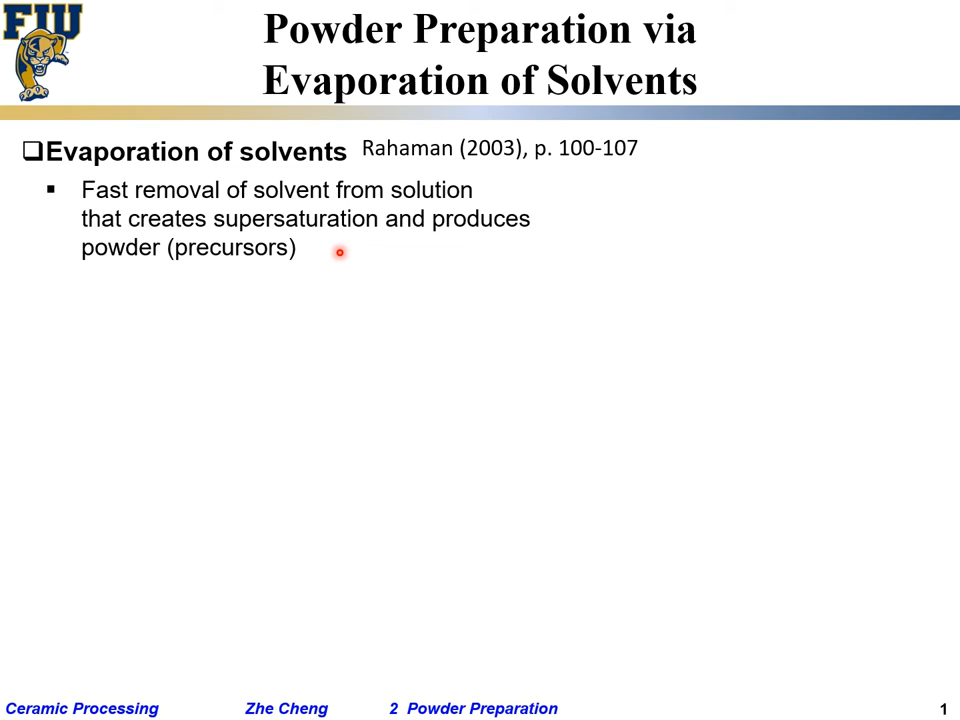 FIU
Powder Preparation via
Evaporation of Solvents
Evaporation of solvents Rahaman (2003), p. 100-107
Fast removal of solvent from solution
that creates supersaturation and produces
powder (precursors)
Ceramic Processing Zhe Cheng 2 Powder Preparation 1